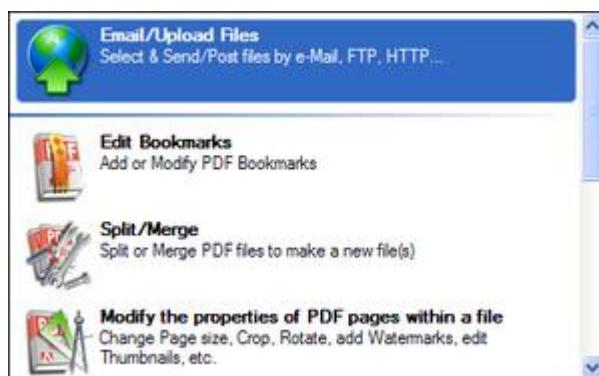 Email/Upload Files
Select & Send/Post files by e-Mail, FTP, HTTP...
Edit Bookmarks
Add or Modify PDF Bookmarks
Split/Merge
Split or Merge PDF files to make a new file(s)
Modify the properties of PDF pages within a file
Change Page size, Crop, Rotate, add Watermarks, edit
Thumbnails, etc.